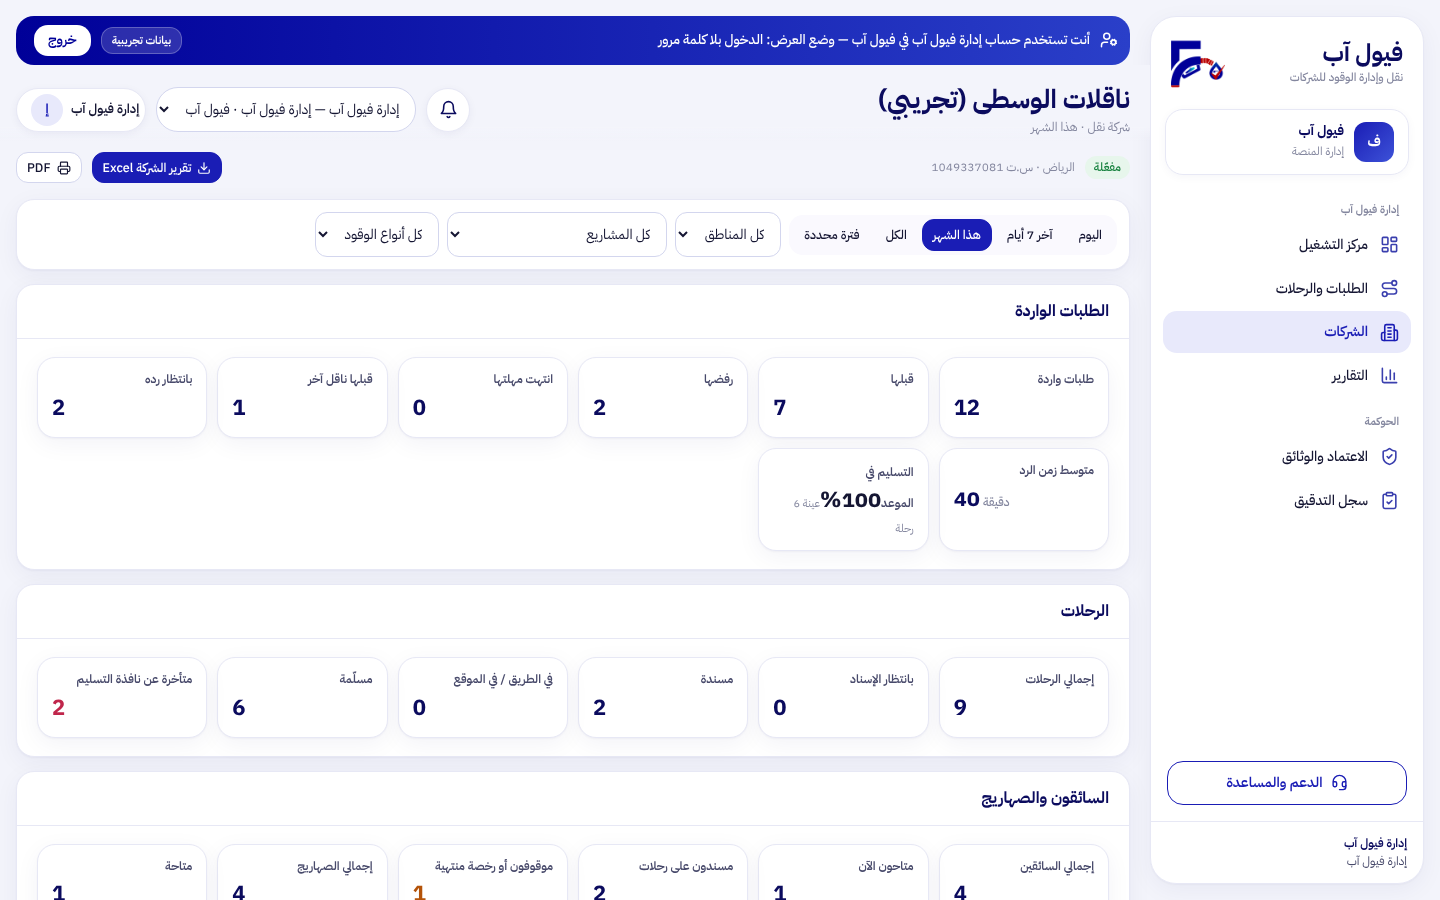 فيول آب
نقل وإدارة الوقود للشركات
ف
فيول آب
إدارة المنصة
إدارة فيول آب
مركز التشغيل
الطلبات والرحلات
الشركات
التقارير
الحوكمة
الاعتماد والوثائق
سجل التدقيق
الدعم والمساعدة
إدارة فيول آب
إدارة فيول آب
أنت تستخدم حساب إدارة فيول آب في فيول آب — وضع العرض: الدخول بلا كلمة مرور
بيانات تجريبية
خروج
ناقلات الوسطى (تجريبي)
شركة نقل · هذا الشهر
إدارة فيول آب — إدارة فيول آب · فيول آب
إدارة فيول آب
إ
مفعّلة
الرياض · س.ت 1049337081
تقرير الشركة Excel
PDF
اليوم
آخر 7 أيام
هذا الشهر
الكل
فترة محددة
كل المناطق
كل المشاريع
كل أنواع الوقود
الطلبات الواردة
طلبات واردة
12
قبلها
7
رفضها
2
انتهت مهلتها
0
قبلها ناقل آخر
1
بانتظار رده
2
متوسط زمن الرد
40 دقيقة
التسليم في
الموعد100%عينة 6
رحلة
الرحلات
إجمالي الرحلات
9
بانتظار الإسناد
0
مسندة
2
في الطريق / في الموقع
0
مسلّمة
6
متأخرة عن نافذة التسليم
2
السائقون والصهاريج
إجمالي السائقين
4
متاحون الآن
1
مسندون على رحلات
2
موقوفون أو رخصة منتهية
1
إجمالي الصهاريج
4
متاحة
1